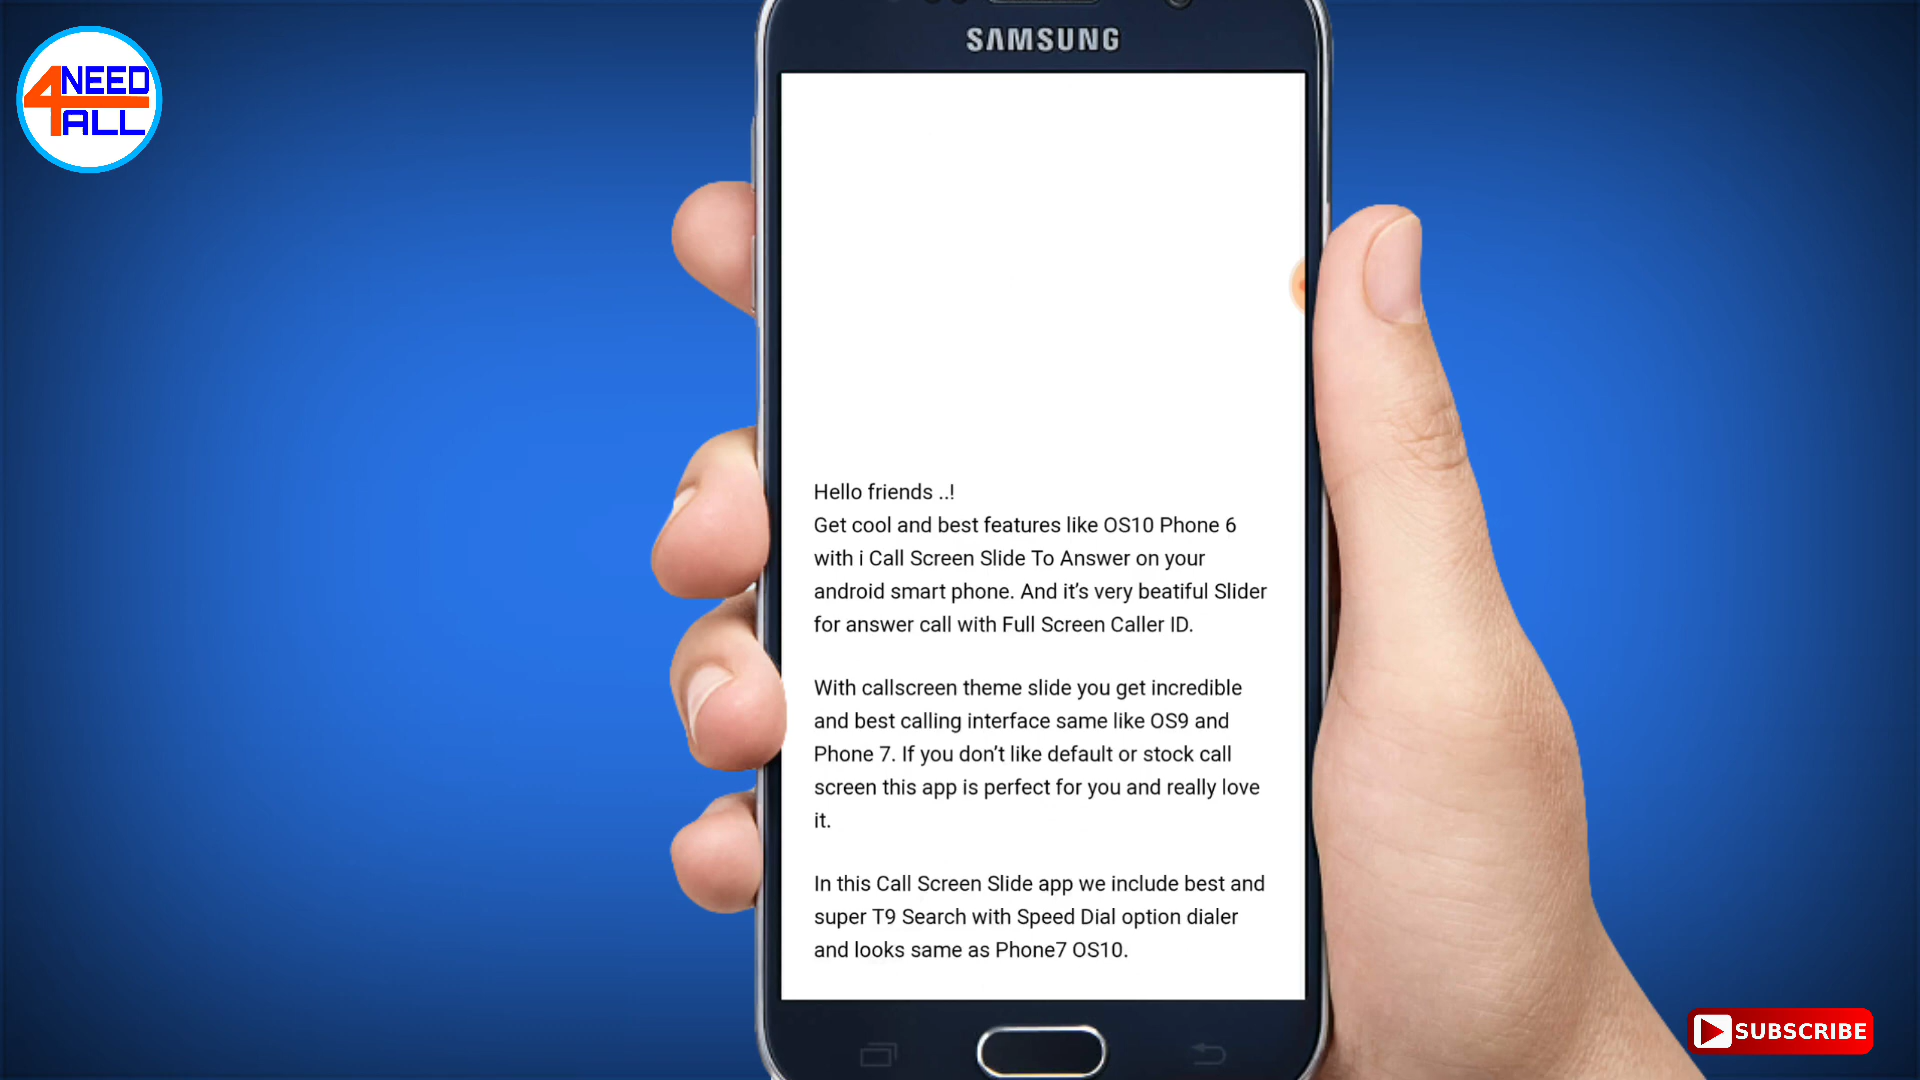 4 NEED
ALL
SAMSUNG
Hello friends ..!
Get cool and best features like OS10 Phone 6
with i Call Screen Slide To Answer on your
android smart phone. And it’s very beatiful Slider
for answer call with Full Screen Caller ID.
With callscreen theme slide you get incredible
and best calling interface same like OS9 and
Phone 7. If you don’t like default or stock call
screen this app is perfect for you and really love
it.
In this Call Screen Slide app we include best and
super T9 Search with Speed Dial option dialer
and looks same as Phone7 OS10.
SUBSCRIBE